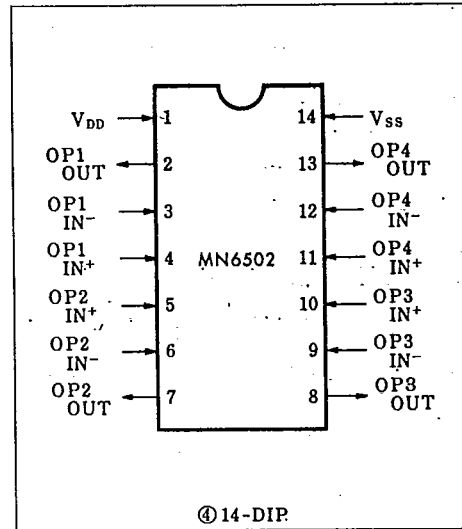 VDD 1 14 VSS
OP1 OUT 2 13 OP4 OUT
OP1 IN- 3 12 OP4 IN-
OP1 IN+ 4 MN6502 11 OP4 IN+
OP2 IN+ 5 10 OP3 IN+
OP2 IN- 6 9 OP3 IN-
OP2 OUT 7 8 OP3 OUT
④ 14-DIP.